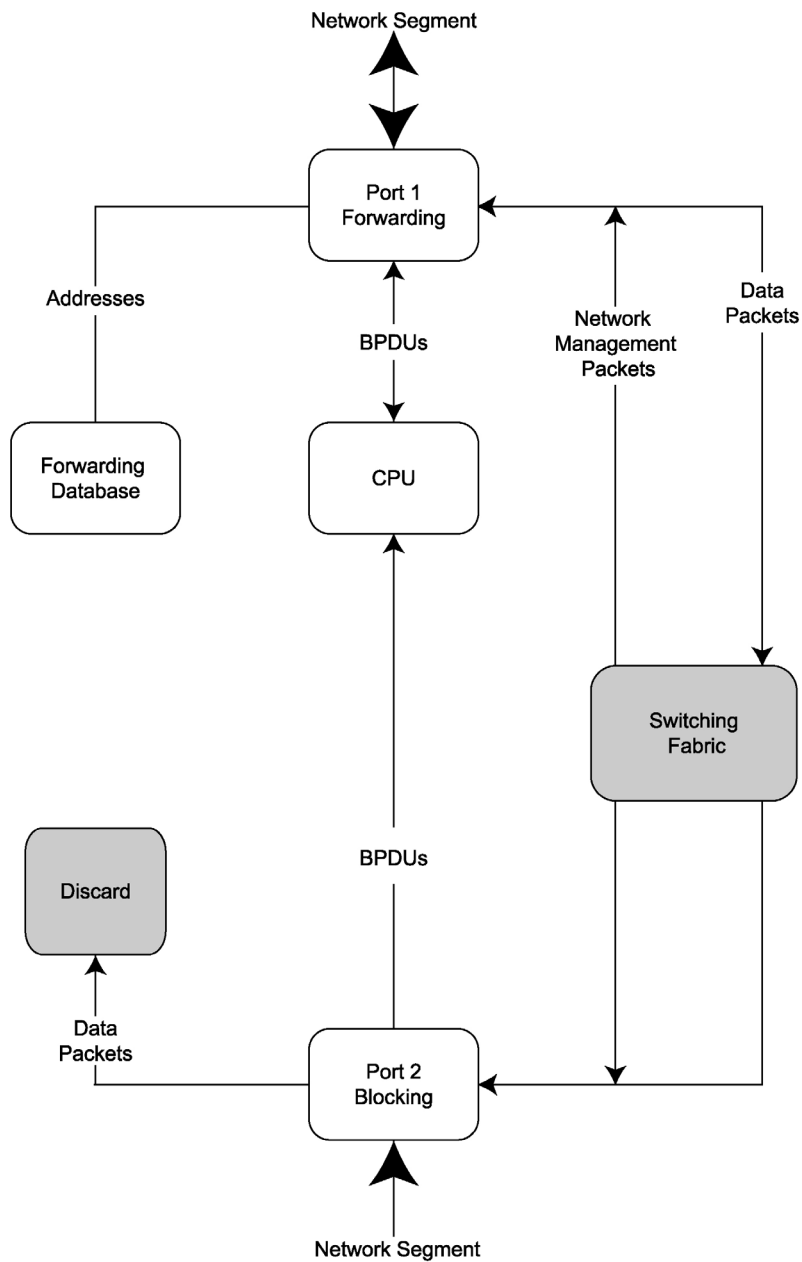 Network Segment
Port 1
Forwarding
Addresses
BPDUs
Network
Management
Packets
Data
Packets
Forwarding
Database
CPU
Switching
Fabric
Discard
BPDUs
Data
Packets
Port 2
Blocking
Network Segment